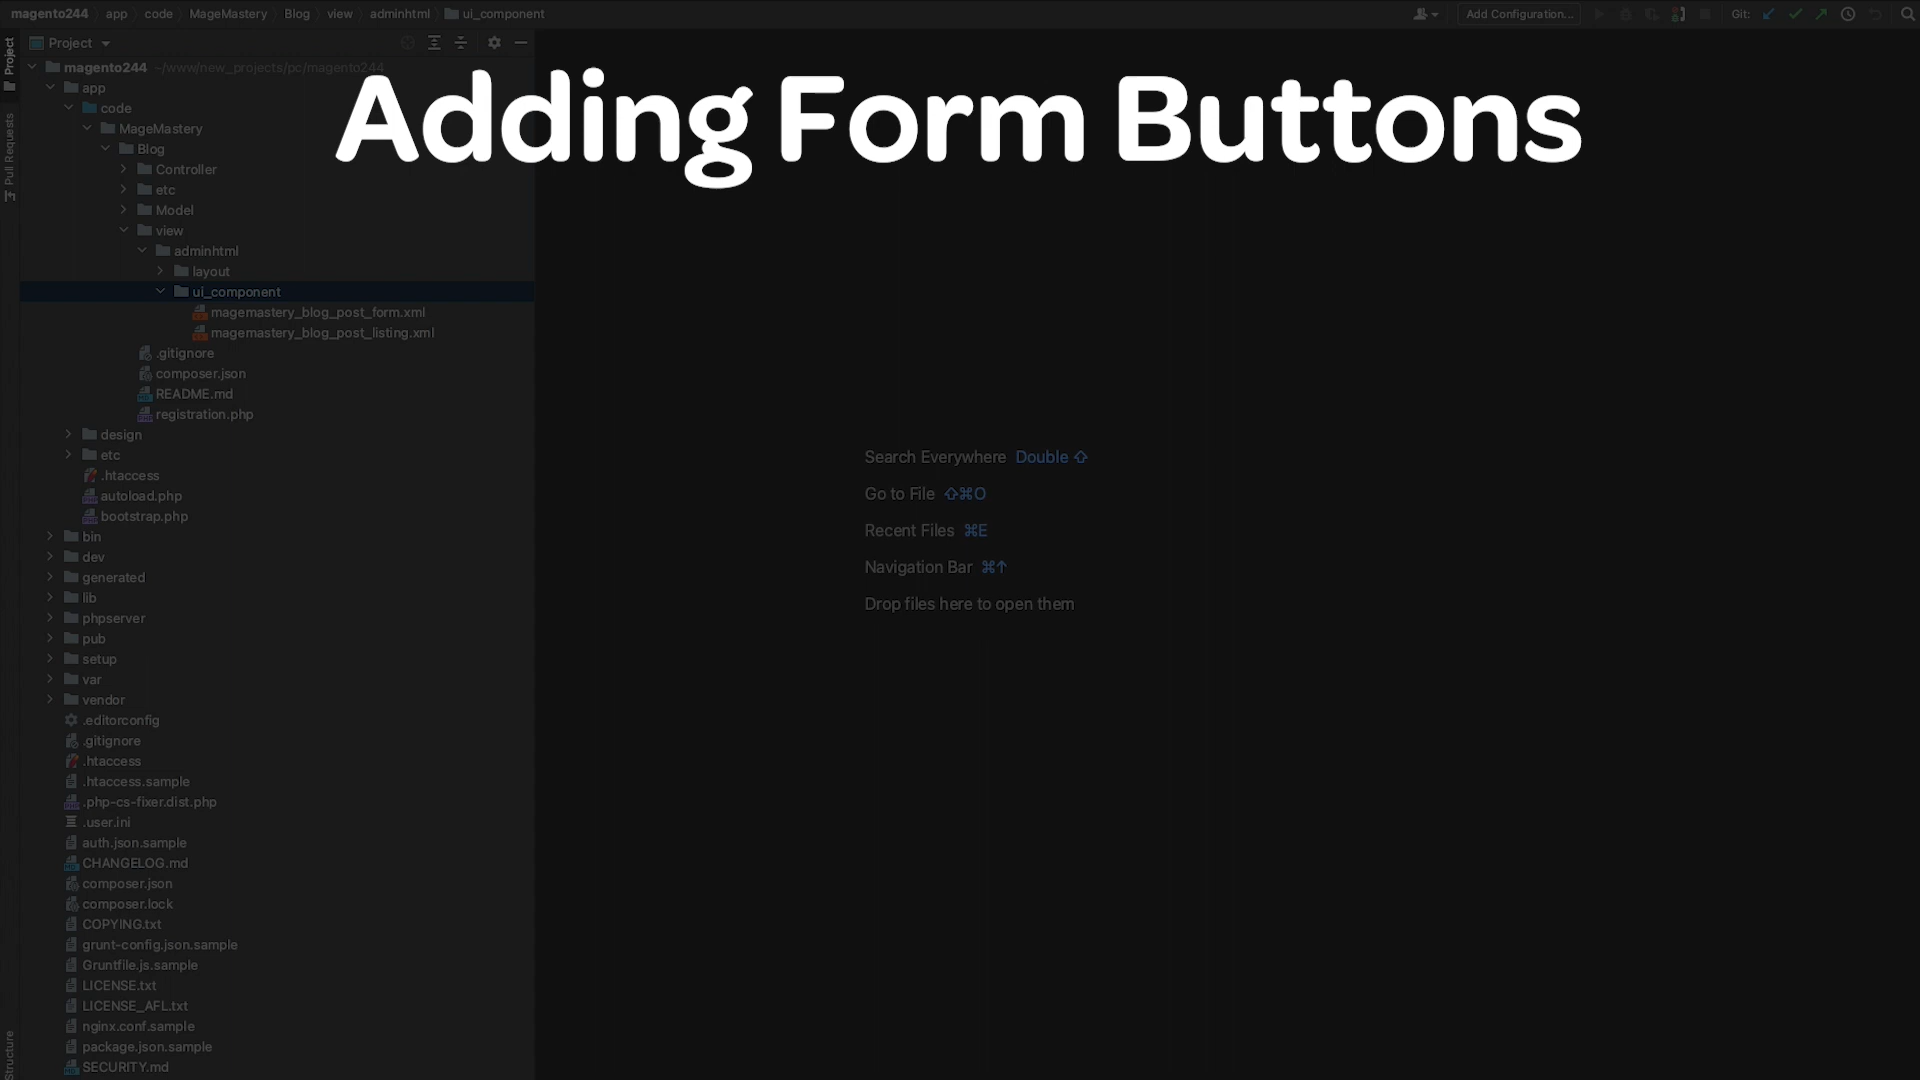 magento244 app code MageMastery Blog view adminhtml ui_component Add Configuration... Git:
Project
Project
Pull Requests
Structure
magento244 ~/www/new_projects/pc/magento244
Adding Form Buttons
app
code
MageMastery
Blog
Controller
etc
Model
view
adminhtml
layout
ui_component
magemastery_blog_post_form.xml
magemastery_blog_post_listing.xml
.gitignore
composer.json
README.md
registration.php
design
etc
.htaccess
autoload.php
bootstrap.php
bin
dev
generated
lib
phpserver
pub
setup
var
vendor
.editorconfig
.gitignore
.htaccess
.htaccess.sample
.php-cs-fixer.dist.php
.user.ini
auth.json.sample
CHANGELOG.md
composer.json
composer.lock
COPYING.txt
grunt-config.json.sample
Gruntfile.js.sample
LICENSE.txt
LICENSE_AFL.txt
nginx.conf.sample
package.json.sample
SECURITY.md
Search Everywhere Double ⇧
Go to File ⇧⌘O
Recent Files ⌘E
Navigation Bar ⌘↑
Drop files here to open them